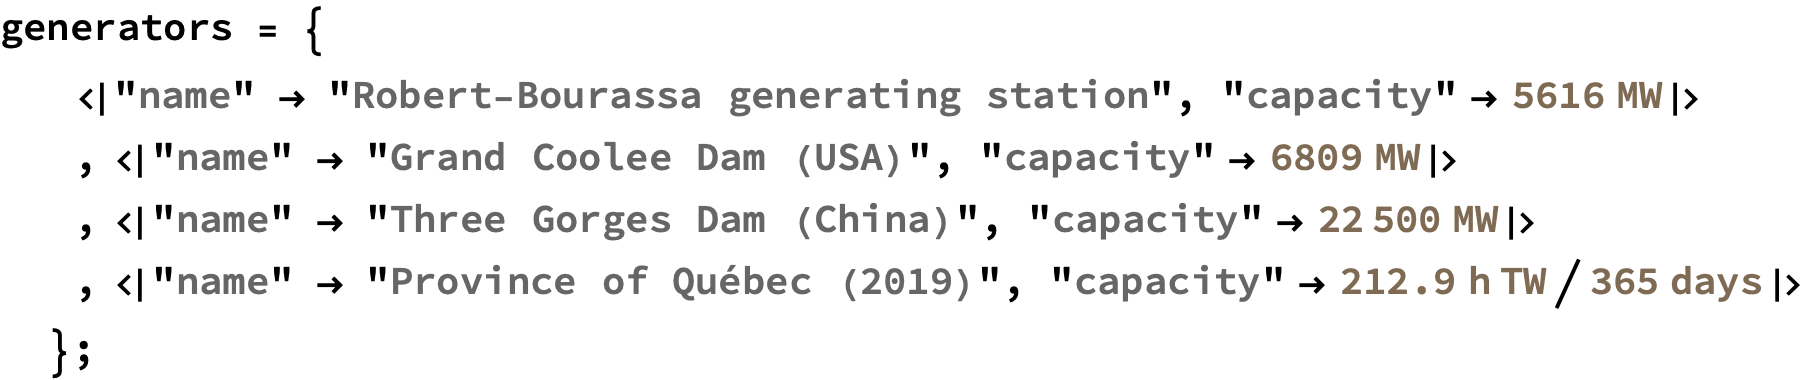 generators = {
<|"name" → "Robert-Bourassa generating station", "capacity" → 5616 MW|>
, <|"name" → "Grand Coolee Dam (USA)", "capacity" → 6809 MW|>
, <|"name" → "Three Gorges Dam (China)", "capacity" → 22 500 MW|>
, <|"name" → "Province of Québec (2019)", "capacity" → 212.9 h TW / 365 days|>
};